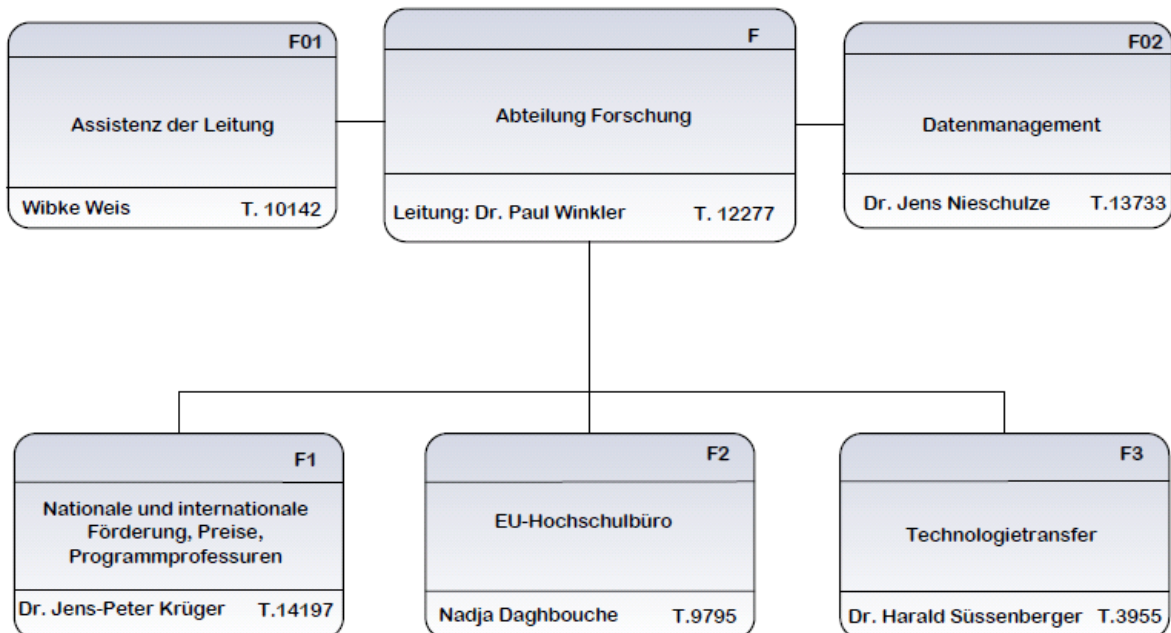 F01
Assistenz der Leitung
Wibke Weis T. 10142
F
Abteilung Forschung
Leitung: Dr. Paul Winkler T. 12277
F02
Datenmanagement
Dr. Jens Nieschulze T.13733
F1
Nationale und internationale
Förderung, Preise,
Programmprofessuren
Dr. Jens-Peter Krüger T.14197
F2
EU-Hochschulbüro
Nadja Daghbouche T.9795
F3
Technologietransfer
Dr. Harald Süssenberger T.3955